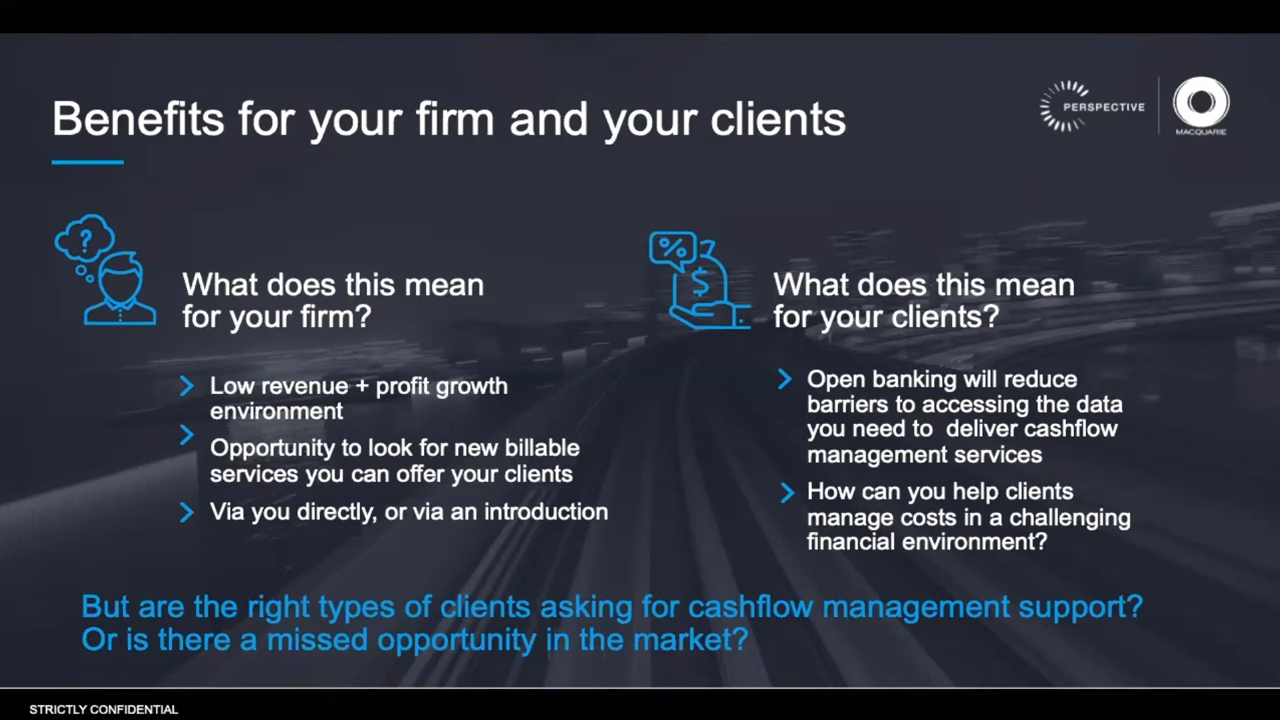 Benefits for your firm and your clients
PERSPECTIVE
MACQUARIE
?
What does this mean
for your firm?
Low revenue + profit growth
environment
Opportunity to look for new billable
services you can offer your clients
Via you directly, or via an introduction
%
$
What does this mean
for your clients?
Open banking will reduce
barriers to accessing the data
you need to  deliver cashflow
management services
How can you help clients
manage costs in a challenging
financial environment?
But are the right types of clients asking for cashflow management support?
Or is there a missed opportunity in the market?
STRICTLY CONFIDENTIAL